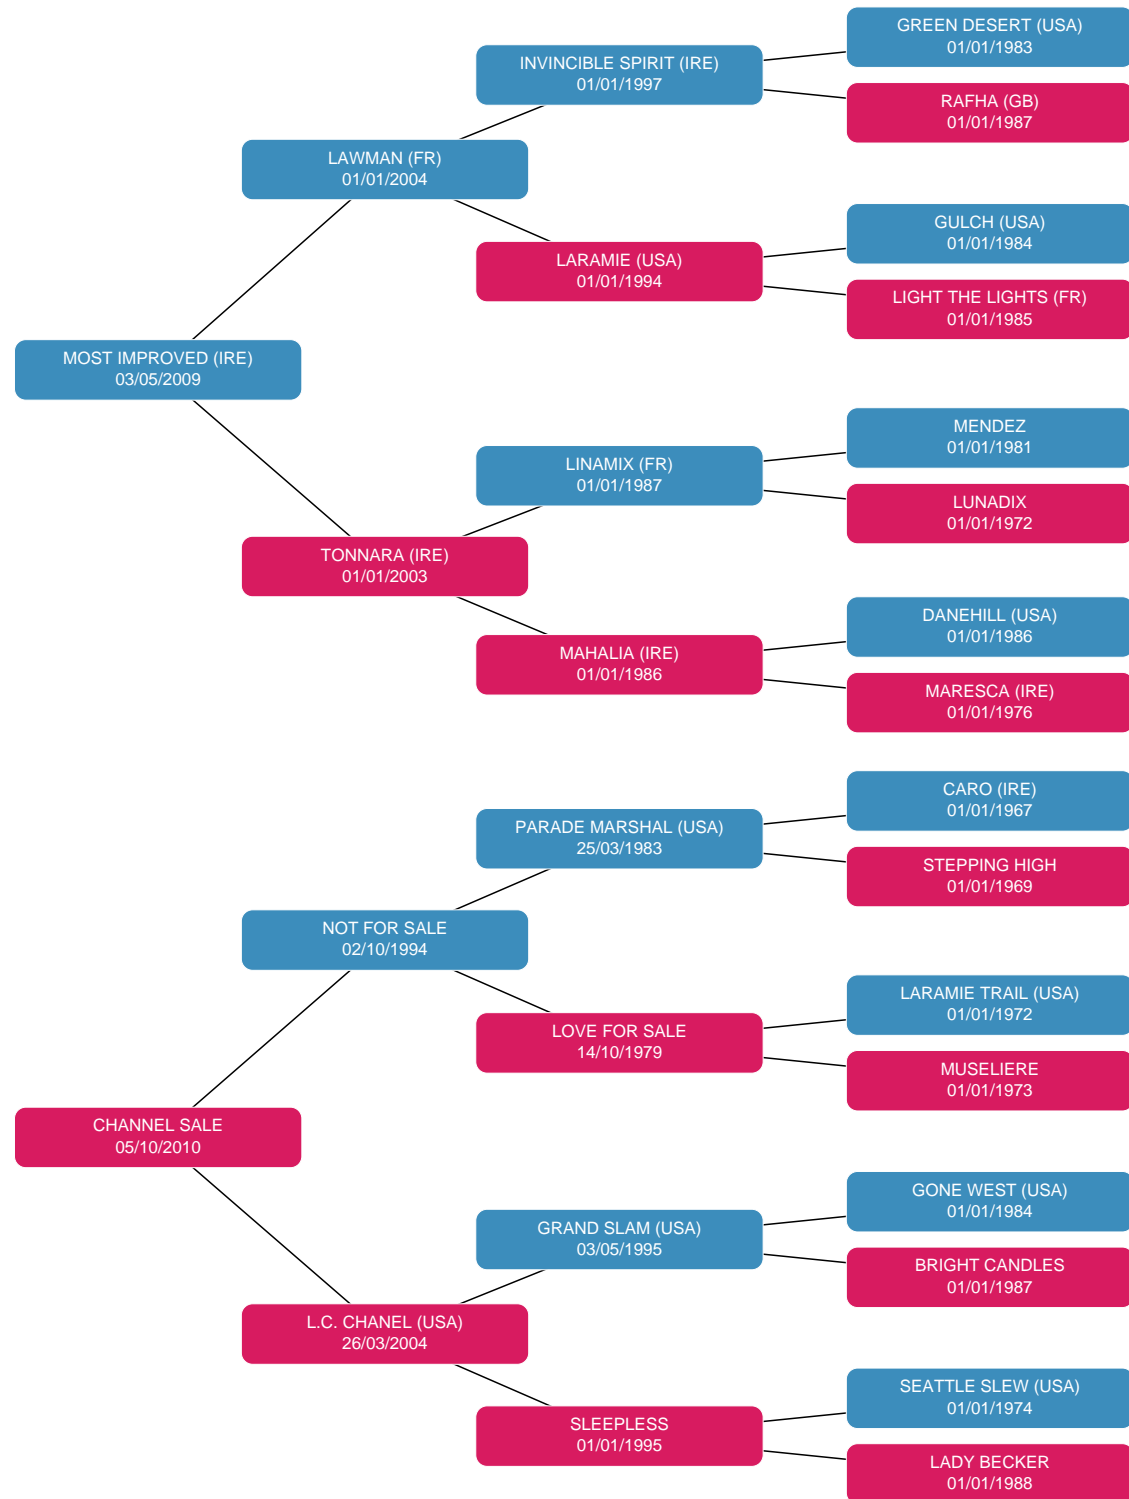 GREEN DESERT (USA)
01/01/1983
INVINCIBLE SPIRIT (IRE)
01/01/1997
RAFHA (GB)
01/01/1987
LAWMAN (FR)
01/01/2004
GULCH (USA)
01/01/1984
LARAMIE (USA)
01/01/1994
LIGHT THE LIGHTS (FR)
01/01/1985
MOST IMPROVED (IRE)
03/05/2009
MENDEZ
01/01/1981
LINAMIX (FR)
01/01/1987
LUNADIX
01/01/1972
TONNARA (IRE)
01/01/2003
DANEHILL (USA)
01/01/1986
MAHALIA (IRE)
01/01/1986
MARESCA (IRE)
01/01/1976
CARO (IRE)
01/01/1967
PARADE MARSHAL (USA)
25/03/1983
STEPPING HIGH
01/01/1969
NOT FOR SALE
02/10/1994
LARAMIE TRAIL (USA)
01/01/1972
LOVE FOR SALE
14/10/1979
MUSELIERE
01/01/1973
CHANNEL SALE
05/10/2010
GONE WEST (USA)
01/01/1984
GRAND SLAM (USA)
03/05/1995
BRIGHT CANDLES
01/01/1987
L.C. CHANEL (USA)
26/03/2004
SEATTLE SLEW (USA)
01/01/1974
SLEEPLESS
01/01/1995
LADY BECKER
01/01/1988